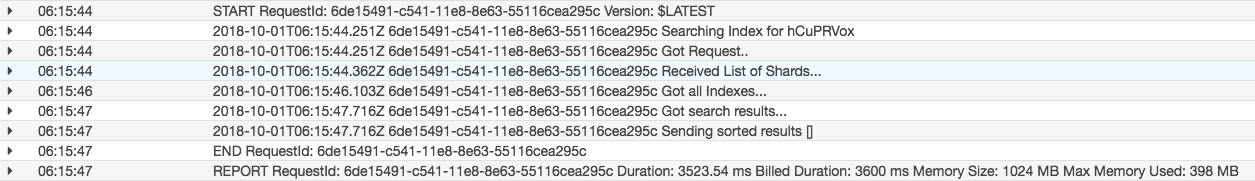 06:15:44 START RequestId: 6de15491-c541-11e8-8e63-55116cea295c Version: $LATEST
06:15:44 2018-10-01T06:15:44.251Z 6de15491-c541-11e8-8e63-55116cea295c Searching Index for hCuPRVox
06:15:44 2018-10-01T06:15:44.251Z 6de15491-c541-11e8-8e63-55116cea295c Got Request..
06:15:44 2018-10-01T06:15:44.362Z 6de15491-c541-11e8-8e63-55116cea295c Received List of Shards...
06:15:46 2018-10-01T06:15:46.103Z 6de15491-c541-11e8-8e63-55116cea295c Got all Indexes...
06:15:47 2018-10-01T06:15:47.716Z 6de15491-c541-11e8-8e63-55116cea295c Got search results...
06:15:47 2018-10-01T06:15:47.716Z 6de15491-c541-11e8-8e63-55116cea295c Sending sorted results []
06:15:47 END RequestId: 6de15491-c541-11e8-8e63-55116cea295c
06:15:47 REPORT RequestId: 6de15491-c541-11e8-8e63-55116cea295c Duration: 3523.54 ms Billed Duration: 3600 ms Memory Size: 1024 MB Max Memory Used: 398 MB